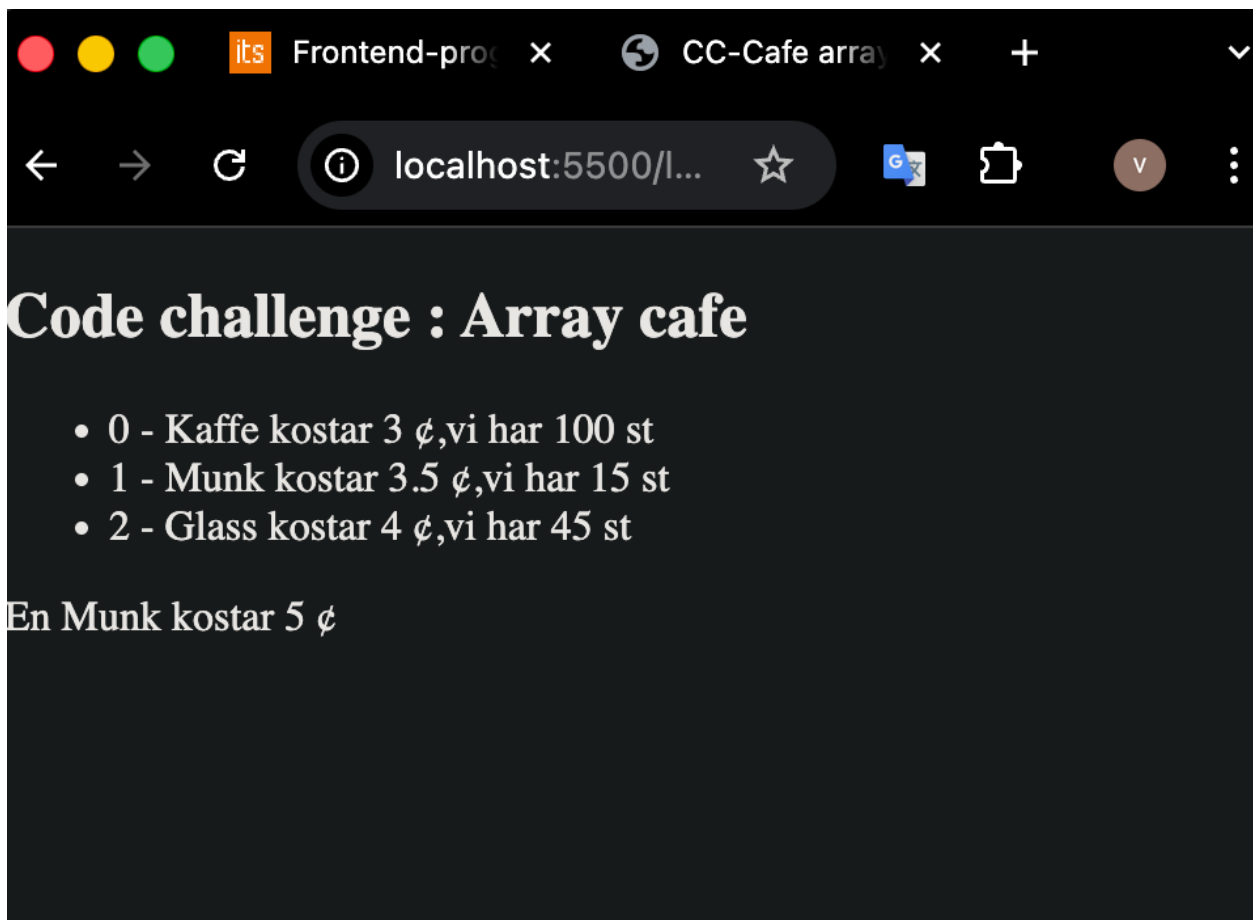 its Frontend-prog CC-Cafe array
localhost:5500/l...
G 文 V
Code challenge : Array cafe
• 0 - Kaffe kostar 3 ¢,vi har 100 st
• 1 - Munk kostar 3.5 ¢,vi har 15 st
• 2 - Glass kostar 4 ¢,vi har 45 st
En Munk kostar 5 ¢